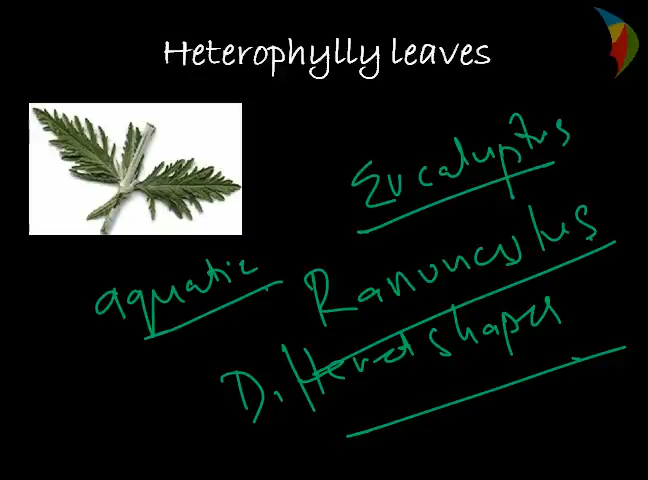 Heterophylly leaves
Eucalyptus
aquatic Ranunculus
Different shapes